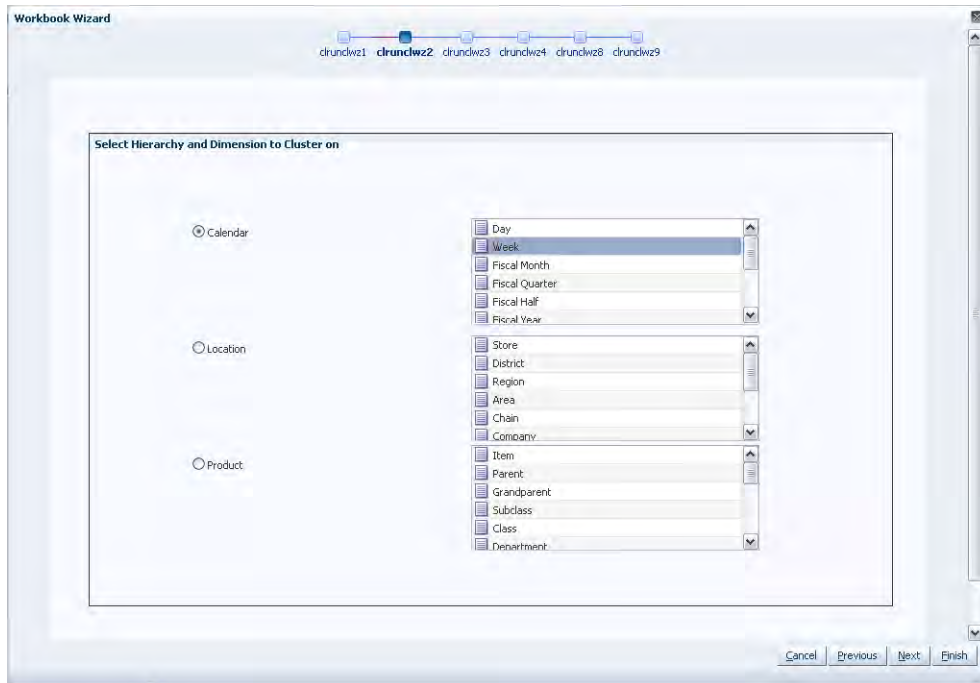 Workbook Wizard
clrunclwz1 clrunclwz2 clrunclwz3 clrunclwz4 clrunclwz8 clrunclwz9
Select Hierarchy and Dimension to Cluster on
Calendar
Day
Week
Fiscal Month
Fiscal Quarter
Fiscal Half
Fiscal Year
Location
Store
District
Region
Area
Chain
Company
Product
Item
Parent
Grandparent
Subclass
Class
Department
Cancel Previous Next Finish